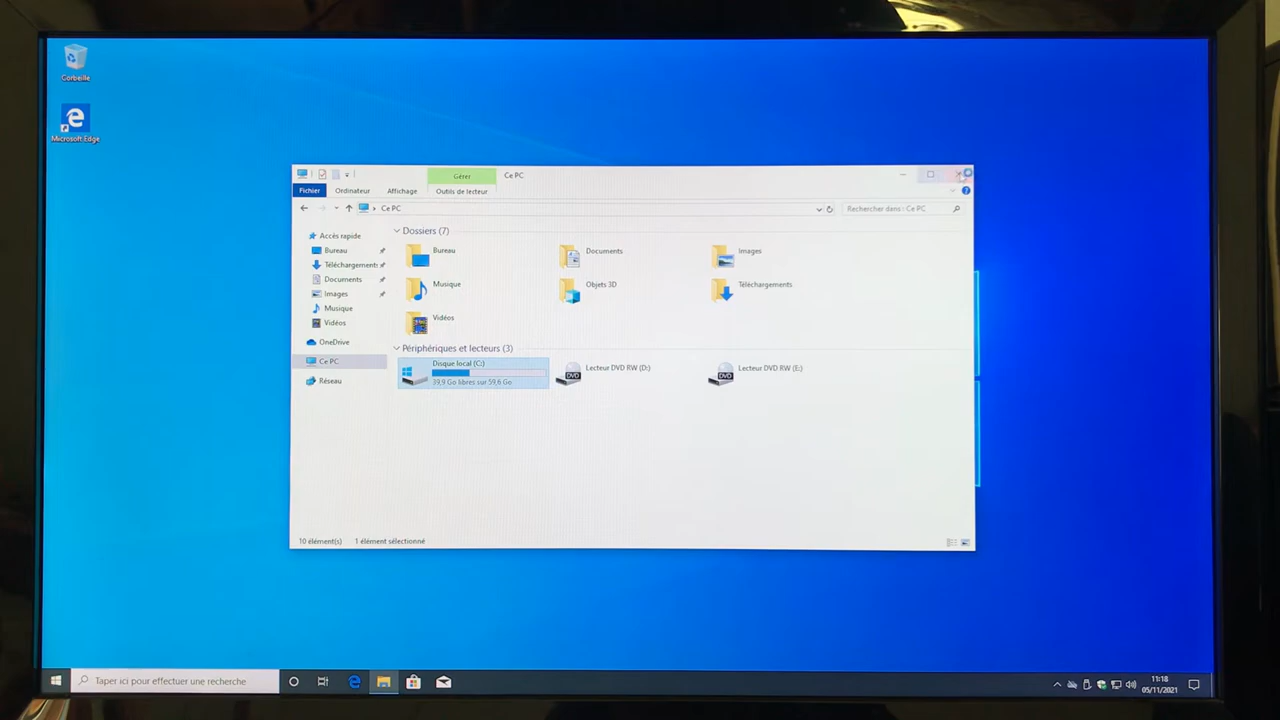 Corbeille
Microsoft Edge
Gérer
Ce PC
Fichier
Ordinateur
Affichage
Outils de lecteur
Ce PC
Rechercher dans : Ce PC
Accès rapide
Bureau
Téléchargements
Documents
Images
Musique
Vidéos
OneDrive
Ce PC
Réseau
Dossiers (7)
Bureau
Documents
Images
Musique
Objets 3D
Téléchargements
Vidéos
Périphériques et lecteurs (3)
Disque local (C:)
39,9 Go libres sur 59,6 Go
Lecteur DVD RW (D:)
Lecteur DVD RW (E:)
10 élément(s)
1 élément sélectionné
Taper ici pour effectuer une recherche
11:18
05/11/2021